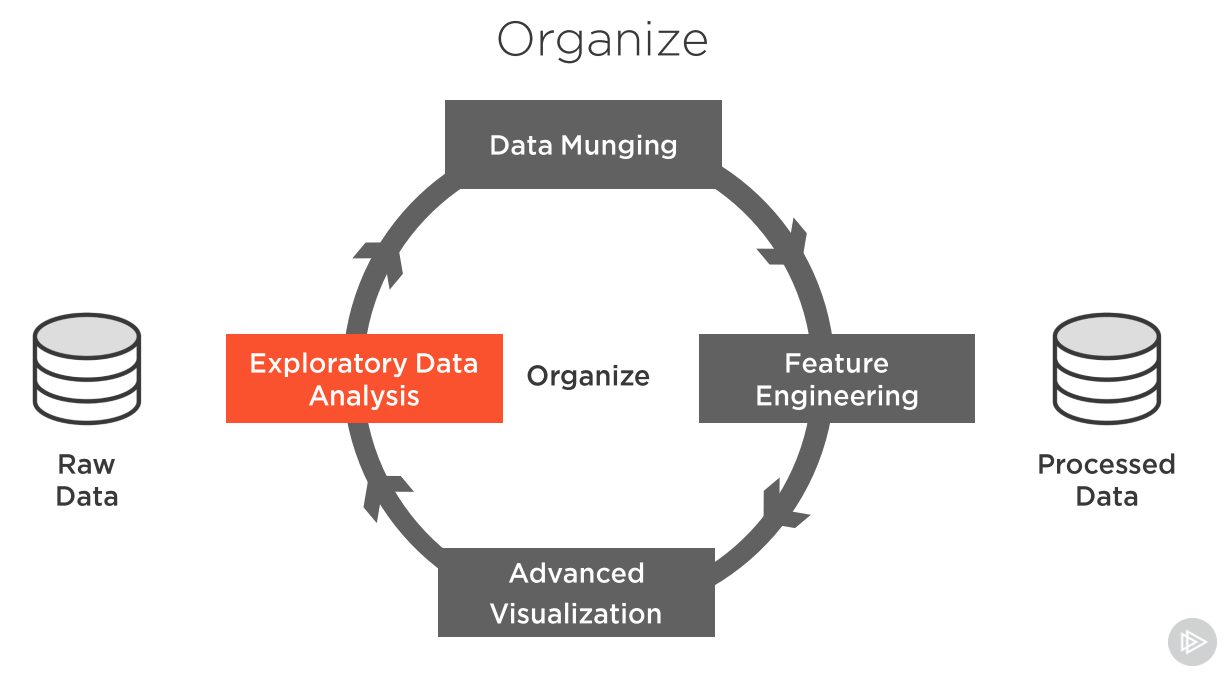 Organize
Data Munging
Exploratory Data
Analysis
Organize
Feature
Engineering
Raw
Data
Processed
Data
Advanced
Visualization